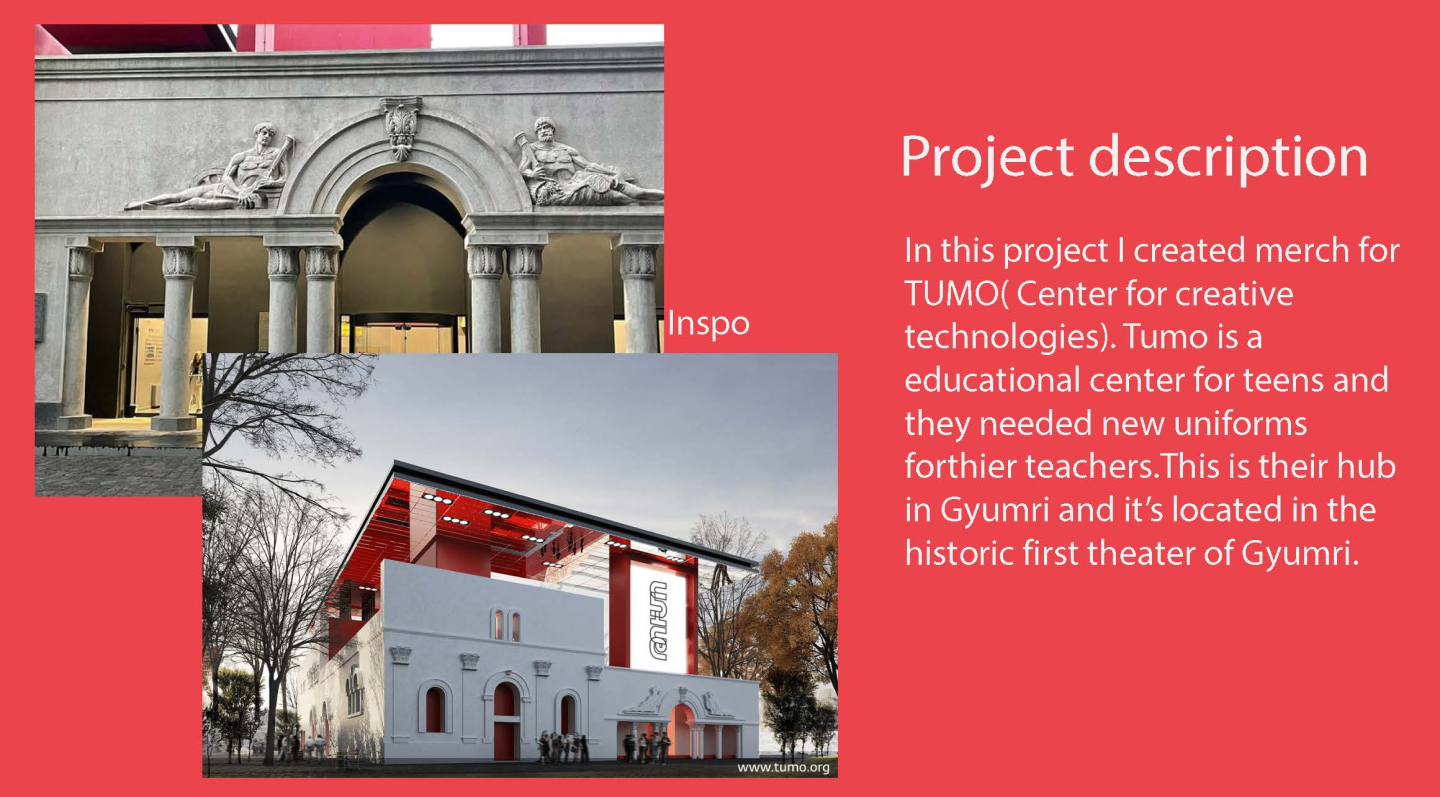 Project description
In this project I created merch for
TUMO( Center for creative
technologies). Tumo is a
educational center for teens and
they needed new uniforms
forthier teachers.This is their hub
in Gyumri and it’s located in the
historic first theater of Gyumri.
Inspo
www.tumo.org